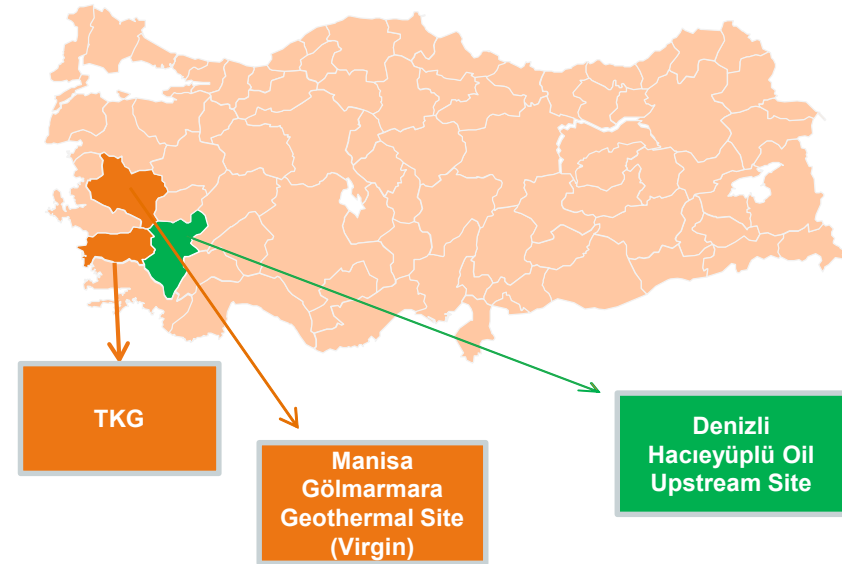 TKG
Manisa
Gölmarmara
Geothermal Site
(Virgin)
Denizli
Hacıeyüplü Oil
Upstream Site